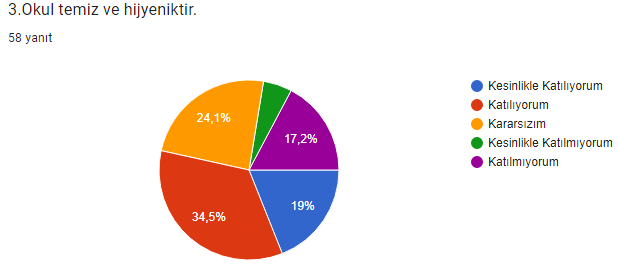 3.Okul temiz ve hijyeniktir.
58 yanıt
24,1%
17,2%
34,5%
19%
Kesinlikle Katılıyorum
Katılıyorum
Kararsızım
Kesinlikle Katılmıyorum
Katılmıyorum